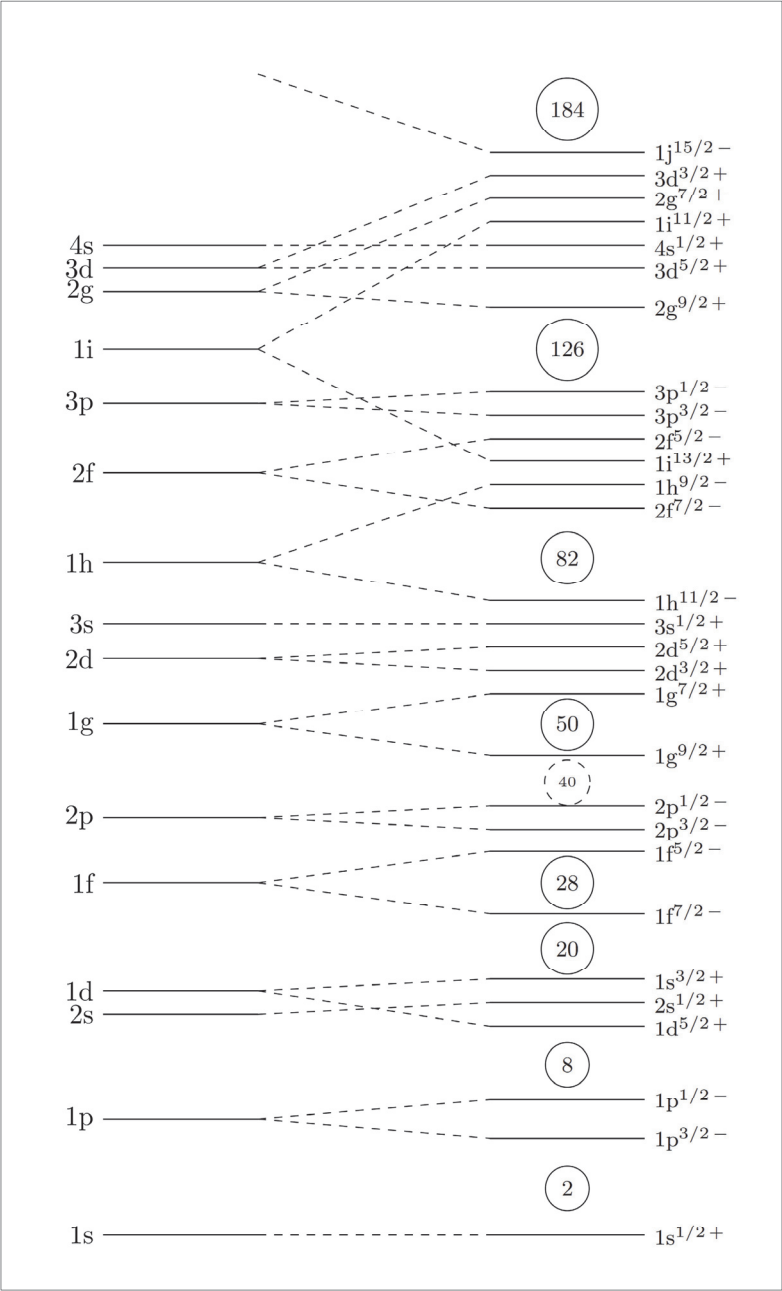 4s
3d
2g
1i
3p
2f
1h
3s
2d
1g
2p
1f
1d
2s
1p
1s
184
126
82
50
40
28
20
8
2
1j15/2−
3d3/2+
2g7/2+
1i11/2+
4s1/2+
3d5/2+
2g9/2+
3p1/2−
3p3/2−
2f5/2−
1i13/2+
1h9/2−
2f7/2−
1h11/2−
3s1/2+
2d5/2+
2d3/2+
1g7/2+
1g9/2+
2p1/2−
2p3/2−
1f5/2−
1f7/2−
1s3/2+
2s1/2+
1d5/2+
1p1/2−
1p3/2−
1s1/2+